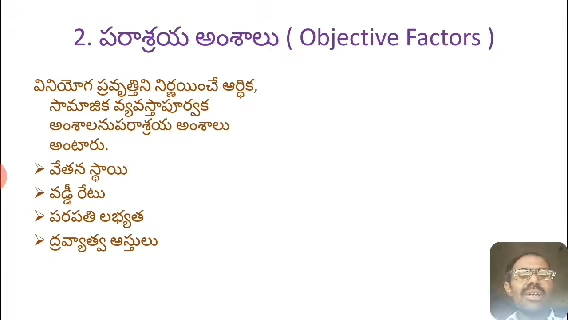 2. పరాశ్రయ అంశాలు ( Objective Factors )
వినియోగ ప్రవృత్తిని నిర్ణయించే ఆర్థిక,
సామాజిక వ్యవస్తాపూర్వక
అంశాలనుపరాశ్రయ అంశాలు
అంటారు.
➢ వేతన స్థాయి
➢ వడ్డీ రేటు
➢ పరపతి లభ్యత
➢ ద్రవ్యాత్వ ఆస్తులు